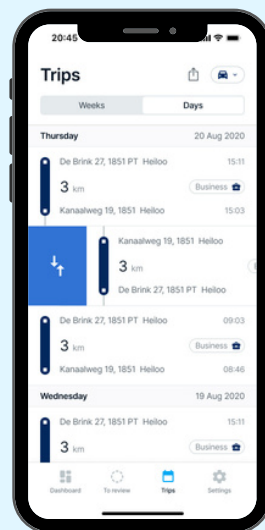 20:45
Trips
Weeks Days
Thursday 20 Aug 2020
De Brink 27, 1851 PT Heiloo 15:11
3 km Business
Kanaalweg 19, 1851 Heiloo 15:03
Kanaalweg 19, 1851 Heiloo
3 km
De Brink 27, 1851 PT Heiloo
De Brink 27, 1851 PT Heiloo 09:03
3 km Business
Kanaalweg 19, 1851 Heiloo 08:46
Wednesday 19 Aug 2020
De Brink 27, 1851 PT Heiloo 15:11
3 km Business
Dashboard To review Trips Settings